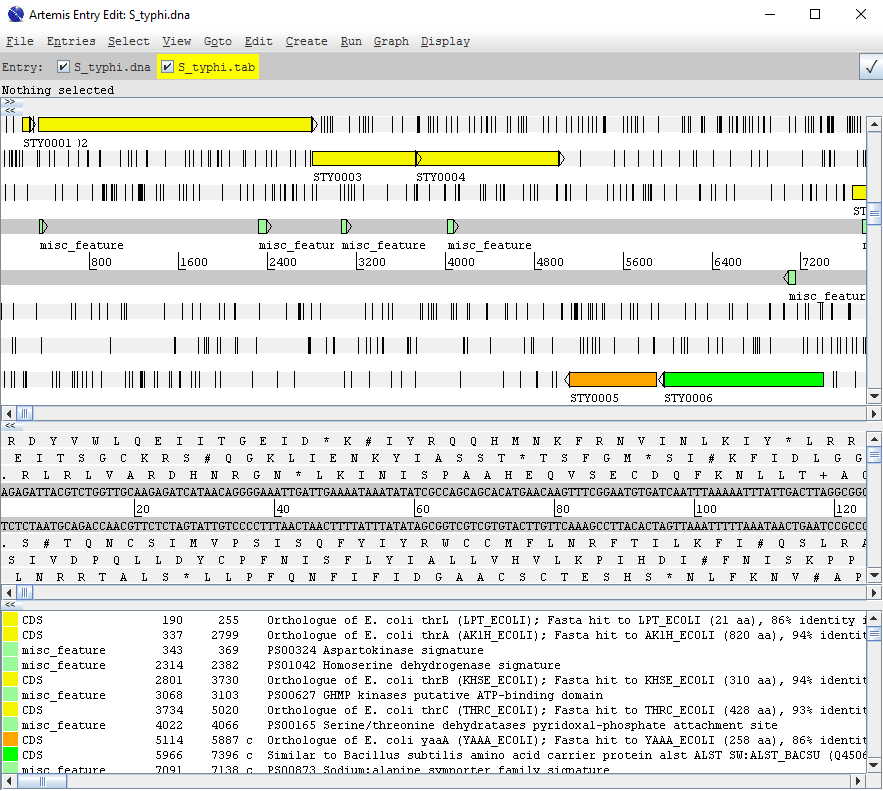 Artemis Entry Edit: S_typhi.dna
File Entries Select View Goto Edit Create Run Graph Display
Entry: S_typhi.dna S_typhi.tab
Nothing selected
>>
<<
STY0001 )2
STY0003 STY0004
ST
misc_feature misc_featur misc_feature misc_feature
800 1600 2400 3200 4000 4800 5600 6400 7200
misc_featur
STY0005 STY0006
<<
R D Y V W L Q E I I T G E I D * K # I Y R Q Q H M N K F R N V I N L K I Y * L R R
E I T S G C K R S # Q G K L I E N K Y I A S S T * T S F G M * S I # K F I D L G G
. R L R L V A R D H N R G N * L K I N I S P A A H E Q V S E C D Q F K N L L T + A
AGAGATTACGTCTGGTTGCAAGAGATCATAACAGGGGAAATTGATTGAAAATAAATATATCGCCAGCAGCACATGAACAAGTTTCGGAATGTGATCAATTTAAAAATTTATTGACTTAGGCGGG
20 40 60 80 100 120
TCTCTAATGCAGACCAACGTTCTCTAGTATTGTCCCCTTTAACTAACTTTTATTTATATAGCGGTCGTCGTGTACTTGTTCAAAGCCTTACACTAGTTAAATTTTTAAATAACTGAATCCGCCC
. S # T Q N C S I M V P S I S Q F Y I Y R W C C M F L N R F T I L K F I # Q S L R A
S I V D P Q L L D Y C P F N I S F L Y I A L L V H V L K P I H D I # F N I S K P P
L N R R T A L S * L L P F Q N F I F I D G A A C S C T E S H S * N L F K N V # A P
<<
CDS 190 255 Orthologue of E. coli thrL (LPT_ECOLI); Fasta hit to LPT_ECOLI (21 aa), 86% identity i
CDS 337 2799 Orthologue of E. coli thrA (AK1H_ECOLI); Fasta hit to AK1H_ECOLI (820 aa), 94% identit
misc_feature 343 369 PS00324 Aspartokinase signature
misc_feature 2314 2382 PS01042 Homoserine dehydrogenase signature
CDS 2801 3730 Orthologue of E. coli thrB (KHSE_ECOLI); Fasta hit to KHSE_ECOLI (310 aa), 94% identit
misc_feature 3068 3103 PS00627 GHMP kinases putative ATP-binding domain
CDS 3734 5020 Orthologue of E. coli thrC (THRC_ECOLI); Fasta hit to THRC_ECOLI (428 aa), 93% identit
misc_feature 4022 4066 PS00165 Serine/threonine dehydratases pyridoxal-phosphate attachment site
CDS 5114 5887 c Orthologue of E. coli yaaA (YAAA_ECOLI); Fasta hit to YAAA_ECOLI (258 aa), 86% identit
CDS 5966 7396 c Similar to Bacillus subtilis amino acid carrier protein alst ALST SW:ALST_BACSU (Q4506
misc_feature 7091 7138 c PS00873 Sodium:alanine symporter family signature